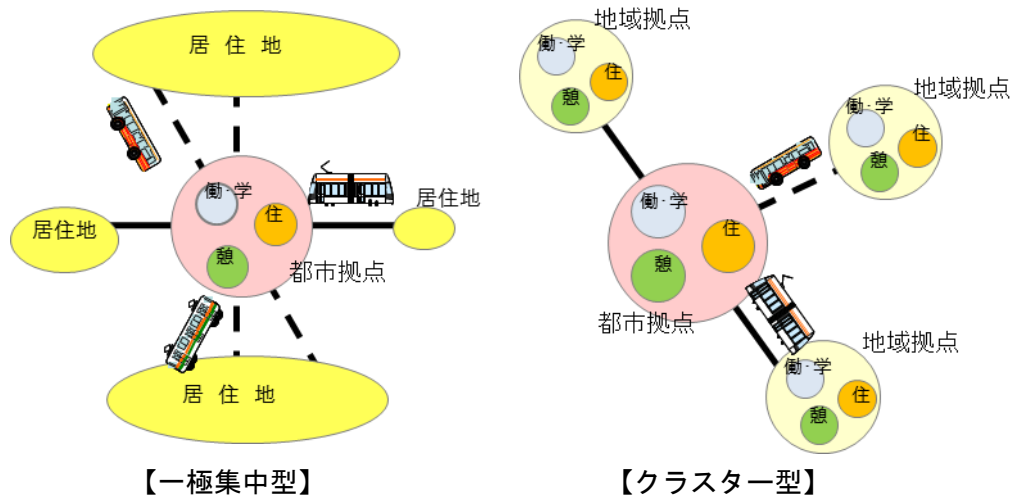 居 住 地
働・学
住
憩
都市拠点
居住地
居住地
居 住 地
【一極集中型】
地域拠点
働・学
住
憩
地域拠点
働・学
住
憩
働・学
住
憩
都市拠点
地域拠点
働・学
住
憩
【クラスター型】